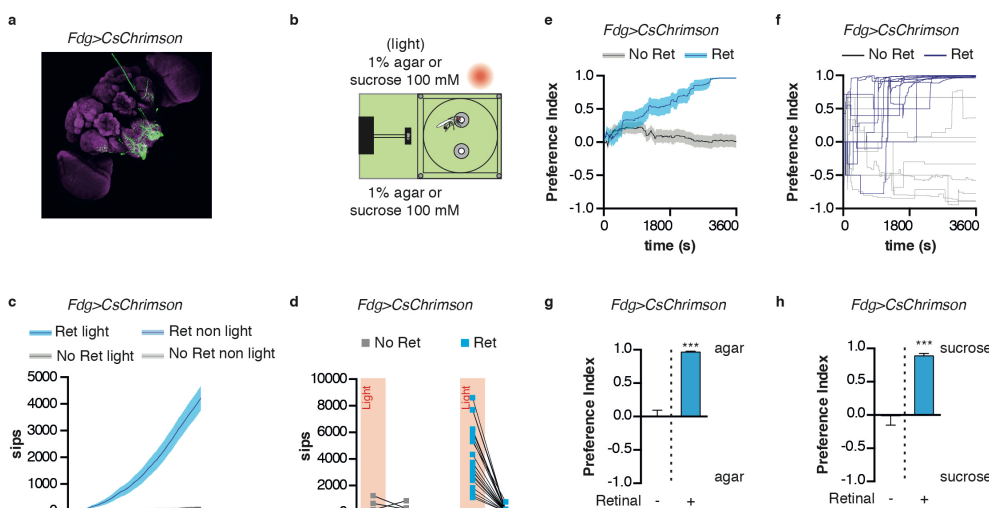 a
Fdg>CsChrimson
b
(light)
1% agar or
sucrose 100 mM
1% agar or
sucrose 100 mM
e
Fdg>CsChrimson
No Ret Ret
Preference Index
1.0
0.5
0.0
-0.5
-1.0
0 1800 3600
time (s)
f
Fdg>CsChrimson
No Ret Ret
Preference Index
1.0
0.5
0.0
-0.5
-1.0
0 1800 3600
time (s)
c
Fdg>CsChrimson
Ret light Ret non light
No Ret light No Ret non light
sips
5000
4000
3000
2000
1000
0
d
Fdg>CsChrimson
No Ret Ret
sips
10000
8000
6000
4000
2000
0
Light
Light
g
Fdg>CsChrimson
Preference Index
1.0
0.5
0.0
-0.5
-1.0
***
agar
agar
Retinal - +
h
Fdg>CsChrimson
Preference Index
1.0
0.5
0.0
-0.5
-1.0
***
sucrose
sucrose
Retinal - +